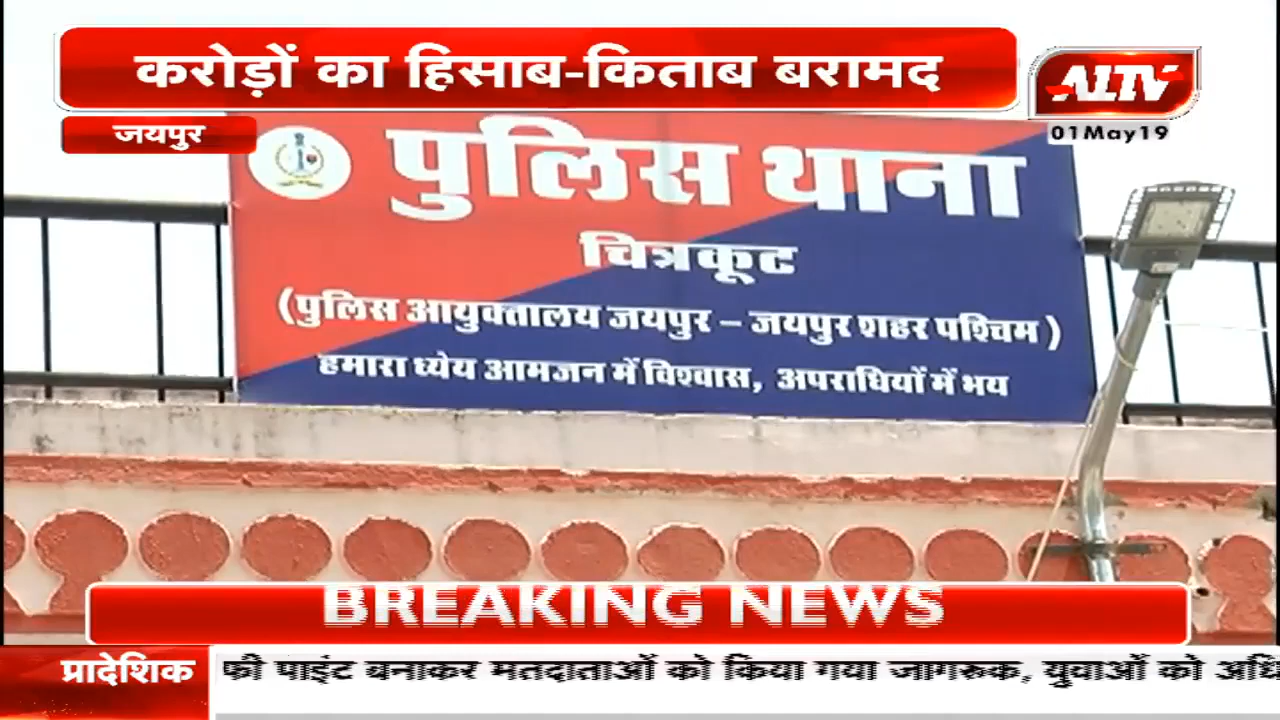 करोड़ों का हिसाब-किताब बरामद
ALTV
01May19
जयपुर
पुलिस थाना
चित्रकूट
(पुलिस आयुक्तालय जयपुर – जयपुर शहर पश्चिम)
हमारा ध्येय आमजन में विश्वास, अपराधियों में भय
BREAKING NEWS
प्रादेशिक
पाइंट बनाकर मतदाताओं को किया गया जागरूक, युवाओं को